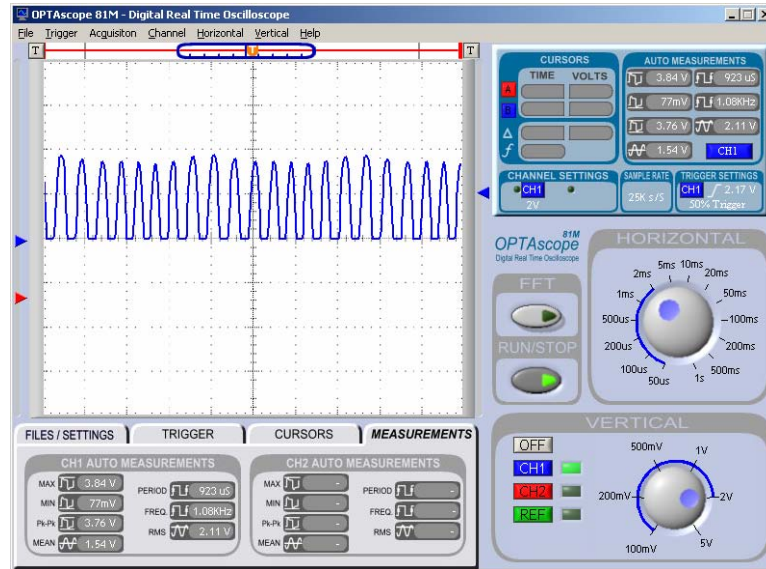 OPTAscope 81M - Digital Real Time Oscilloscope
File Trigger Acquisiton Channel Horizontal Vertical Help
T T T
CURSORS
TIME VOLTS
A
B
Δ
f
AUTO MEASUREMENTS
3.84 V 923 uS
77mV 1.08KHz
3.76 V 2.11 V
1.54 V CH1
CHANNEL SETTINGS
CH1
2V
SAMPLE RATE
25K s/S
TRIGGER SETTINGS
CH1 2.17 V
50% Trigger
OPTAscope 81M
Digital Real Time Oscilloscope
FFT
RUN/STOP
HORIZONTAL
50us 100us 200us 500us 1ms 2ms 5ms 10ms 20ms 50ms 100ms 200ms 500ms 1s
FILES / SETTINGS TRIGGER CURSORS MEASUREMENTS
CH1 AUTO MEASUREMENTS
MAX 3.84 V PERIOD 923 uS
MIN 77mV FREQ. 1.08KHz
Pk-Pk 3.76 V RMS 2.11 V
MEAN 1.54 V
CH2 AUTO MEASUREMENTS
MAX - PERIOD -
MIN - FREQ. -
Pk-Pk - RMS -
MEAN -
VERTICAL
OFF
CH1
CH2
REF
100mV 200mV 500mV 1V 2V 5V